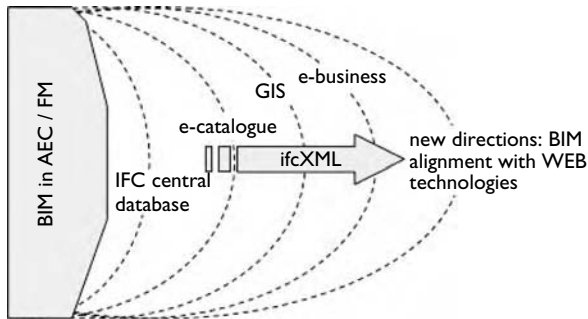 BIM in AEC / FM
IFC central
database
e-catalogue
GIS
e-business
ifcXML
new directions: BIM
alignment with WEB
technologies